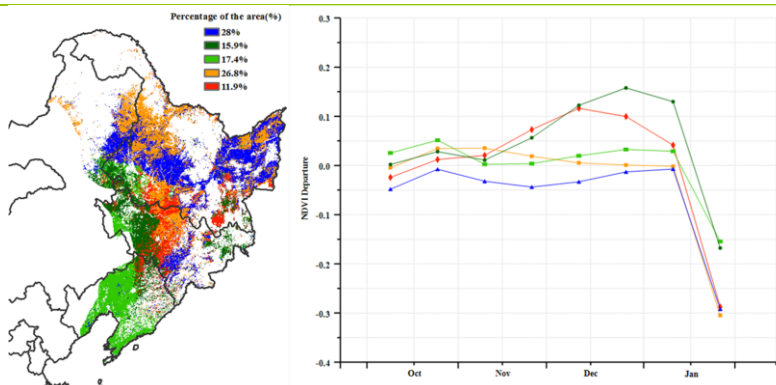 Percentage of the area(%)
28%
15.9%
17.4%
26.8%
11.9%
NDVI Departure
0.3
0.2
0.1
0.0
-0.1
-0.2
-0.3
-0.4
Oct
Nov
Dec
Jan